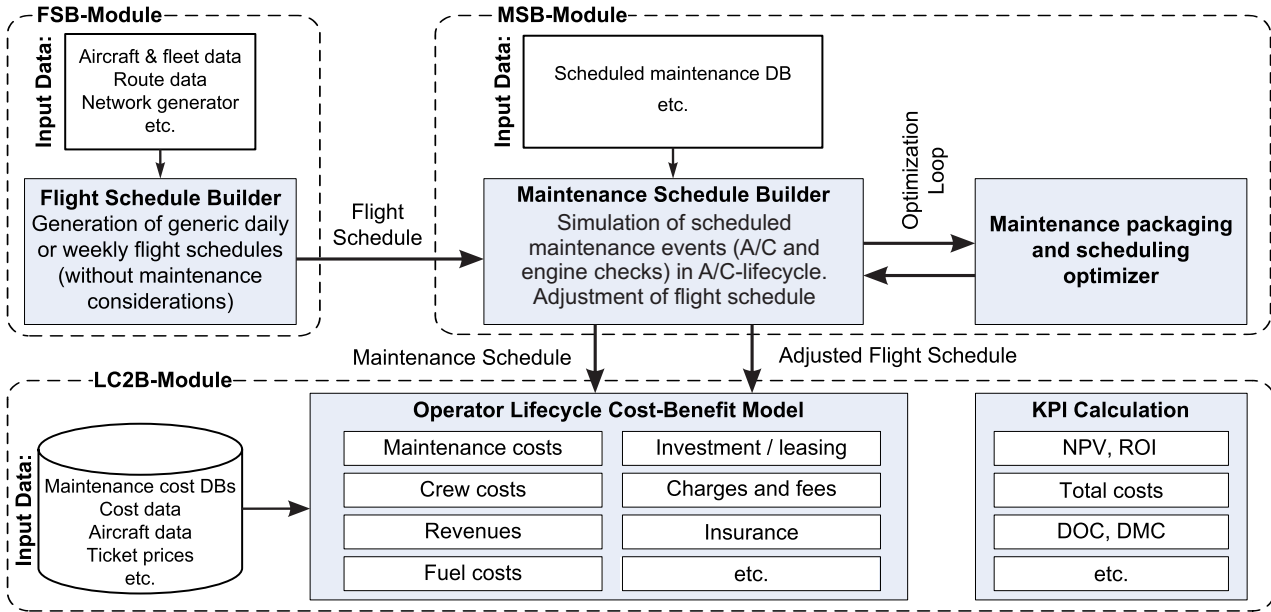 FSB-Module
Input Data:
Aircraft & fleet data
Route data
Network generator
etc.
Flight Schedule Builder
Generation of generic daily
or weekly flight schedules
(without maintenance
considerations)
Flight
Schedule
MSB-Module
Input Data:
Scheduled maintenance DB
etc.
Maintenance Schedule Builder
Simulation of scheduled
maintenance events (A/C and
engine checks) in A/C-lifecycle.
Adjustment of flight schedule
Optimization
Loop
Maintenance packaging
and scheduling
optimizer
Maintenance Schedule
Adjusted Flight Schedule
LC2B-Module
Input Data:
Maintenance cost DBs
Cost data
Aircraft data
Ticket prices
etc.
Operator Lifecycle Cost-Benefit Model
Maintenance costs
Investment / leasing
Crew costs
Charges and fees
Revenues
Insurance
Fuel costs
etc.
KPI Calculation
NPV, ROI
Total costs
DOC, DMC
etc.